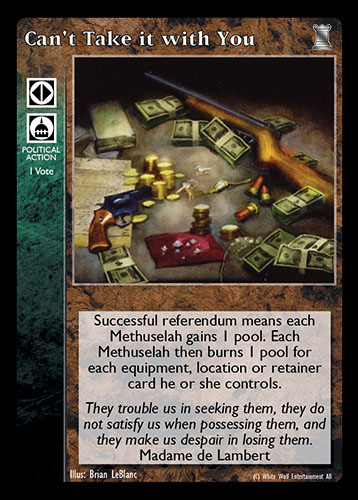 Can't Take it with You
POLITICAL
ACTION
1 Vote
Successful referendum means each
Methuselah gains 1 pool. Each
Methuselah then burns 1 pool for
each equipment, location or retainer
card he or she controls.
They trouble us in seeking them, they do
not satisfy us when possessing them, and
they make us despair in losing them.
Madame de Lambert
Illus: Brian LeBlanc
(C) White Wolf Entertainment AB